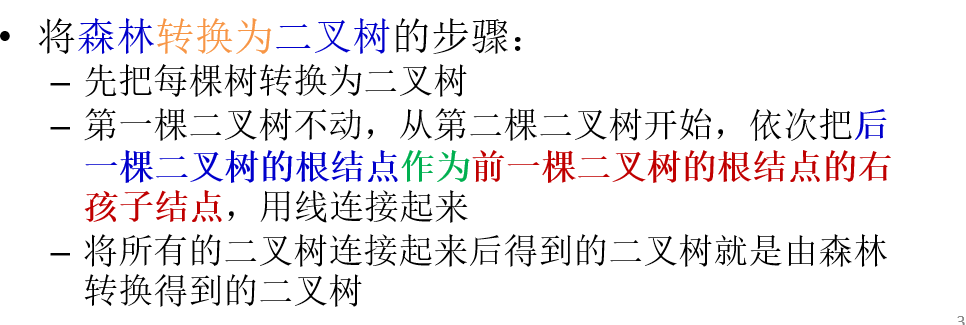 • 将森林转换为二叉树的步骤：
– 先把每棵树转换为二叉树
– 第一棵二叉树不动，从第二棵二叉树开始，依次把后
一棵二叉树的根结点作为前一棵二叉树的根结点的右
孩子结点，用线连接起来
– 将所有的二叉树连接起来后得到的二叉树就是由森林
转换得到的二叉树
3